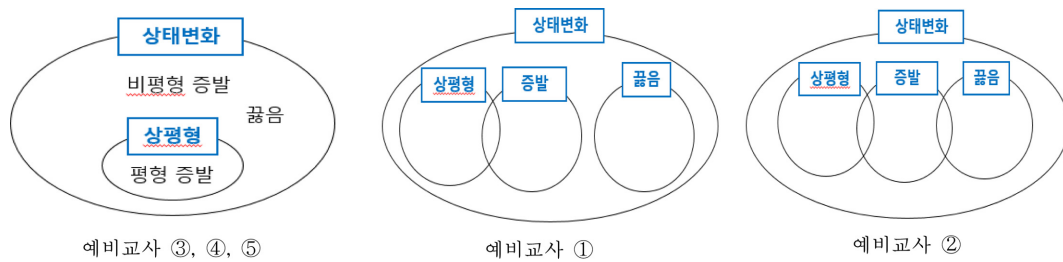 상태변화
비평형 증발
끓음
상평형
평형 증발
예비교사 ③, ④, ⑤
상태변화
상평형
증발
끓음
예비교사 ①
상태변화
상평형
증발
끓음
예비교사 ②